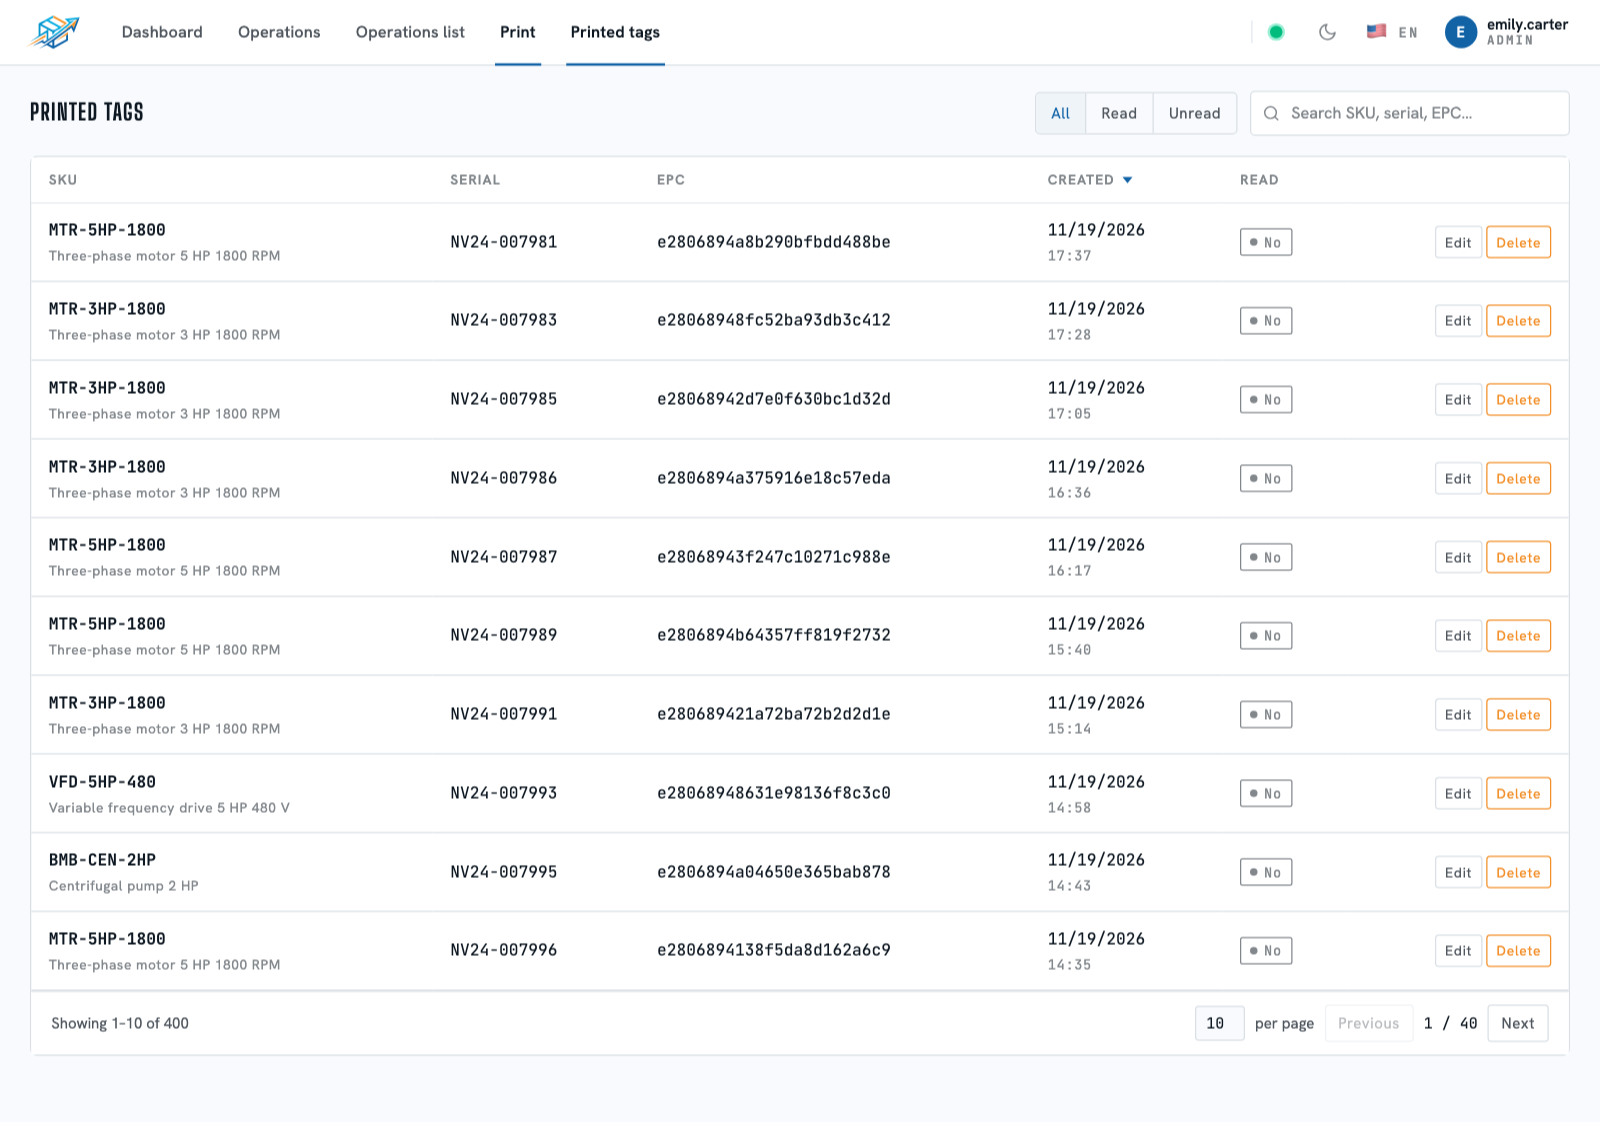 Dashboard Operations Operations list Print Printed tags EN E emily.carter
ADMIN
PRINTED TAGS All Read Unread Search SKU, serial, EPC...
SKU SERIAL EPC CREATED READ
MTR-5HP-1800 NV24-007981 e2806894a8b290bfbdd488be 11/19/2026 No Edit Delete
Three-phase motor 5 HP 1800 RPM 17:37
MTR-3HP-1800 NV24-007983 e28068948fc52ba93db3c412 11/19/2026 No Edit Delete
Three-phase motor 3 HP 1800 RPM 17:28
MTR-3HP-1800 NV24-007985 e28068942d7e0f630bc1d32d 11/19/2026 No Edit Delete
Three-phase motor 3 HP 1800 RPM 17:05
MTR-3HP-1800 NV24-007986 e2806894a375916e18c57eda 11/19/2026 No Edit Delete
Three-phase motor 3 HP 1800 RPM 16:36
MTR-5HP-1800 NV24-007987 e28068943f247c10271c988e 11/19/2026 No Edit Delete
Three-phase motor 5 HP 1800 RPM 16:17
MTR-5HP-1800 NV24-007989 e2806894b64357ff819f2732 11/19/2026 No Edit Delete
Three-phase motor 5 HP 1800 RPM 15:40
MTR-3HP-1800 NV24-007991 e280689421a72ba72b2d2d1e 11/19/2026 No Edit Delete
Three-phase motor 3 HP 1800 RPM 15:14
VFD-5HP-480 NV24-007993 e28068948631e98136f8c3c0 11/19/2026 No Edit Delete
Variable frequency drive 5 HP 480 V 14:58
BMB-CEN-2HP NV24-007995 e2806894a04650e365bab878 11/19/2026 No Edit Delete
Centrifugal pump 2 HP 14:43
MTR-5HP-1800 NV24-007996 e2806894138f5da8d162a6c9 11/19/2026 No Edit Delete
Three-phase motor 5 HP 1800 RPM 14:35
Showing 1–10 of 400 10 per page Previous 1 / 40 Next